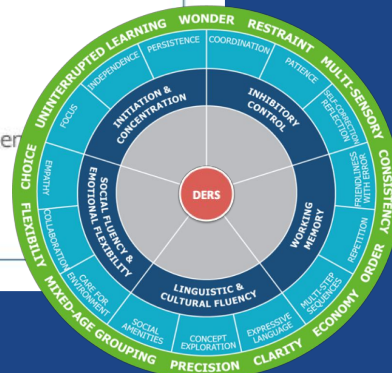 UNINTERRUPTED LEARNING
WONDER
RESTRAINT
MULTI-SENSORY
CONSISTENCY
ORDER
ECONOMY
CLARITY
PRECISION
MIXED-AGE GROUPING
FLEXIBILIY
CHOICE
COORDINATION
PATIENCE
SELF-CORRECTION
REFLECTION
FRIENDLINESS
WITH ERROR
REPETITION
MULTI-STEP
SEQUENCES
EXPRESSIVE
LANGUAGE
CONCEPT
EXPLORATION
SOCIAL
AMENITIES
CARE FOR
ENVIRONMENT
COLLABORATION
EMPATHY
FOCUS
INDEPENDENCE
PERSISTENCE
INITIATION &
CONCENTRATION
INHIBITORY
CONTROL
WORKING
MEMORY
LINGUISTIC &
CULTURAL FLUENCY
SOCIAL FLUENCY &
EMOTIONAL FLEXIBILITY
DERS
en